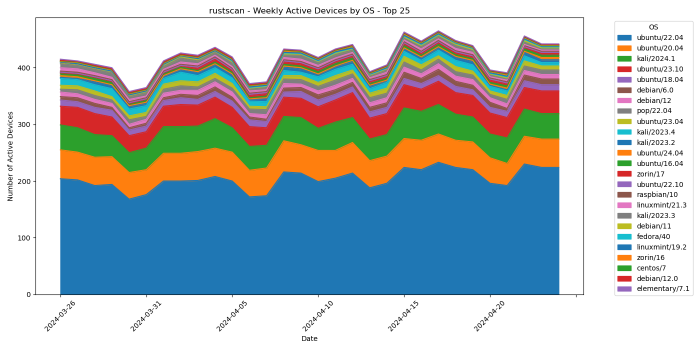 rustscan - Weekly Active Devices by OS - Top 25
Number of Active Devices
400
300
200
100
0
2024-03-26
2024-03-31
2024-04-05
2024-04-10
2024-04-15
2024-04-20
Date
OS
ubuntu/22.04
ubuntu/20.04
kali/2024.1
ubuntu/23.10
ubuntu/18.04
debian/6.0
debian/12
pop/22.04
ubuntu/23.04
kali/2023.4
kali/2023.2
ubuntu/24.04
ubuntu/16.04
zorin/17
ubuntu/22.10
raspbian/10
linuxmint/21.3
kali/2023.3
debian/11
fedora/40
linuxmint/19.2
zorin/16
centos/7
debian/12.0
elementary/7.1